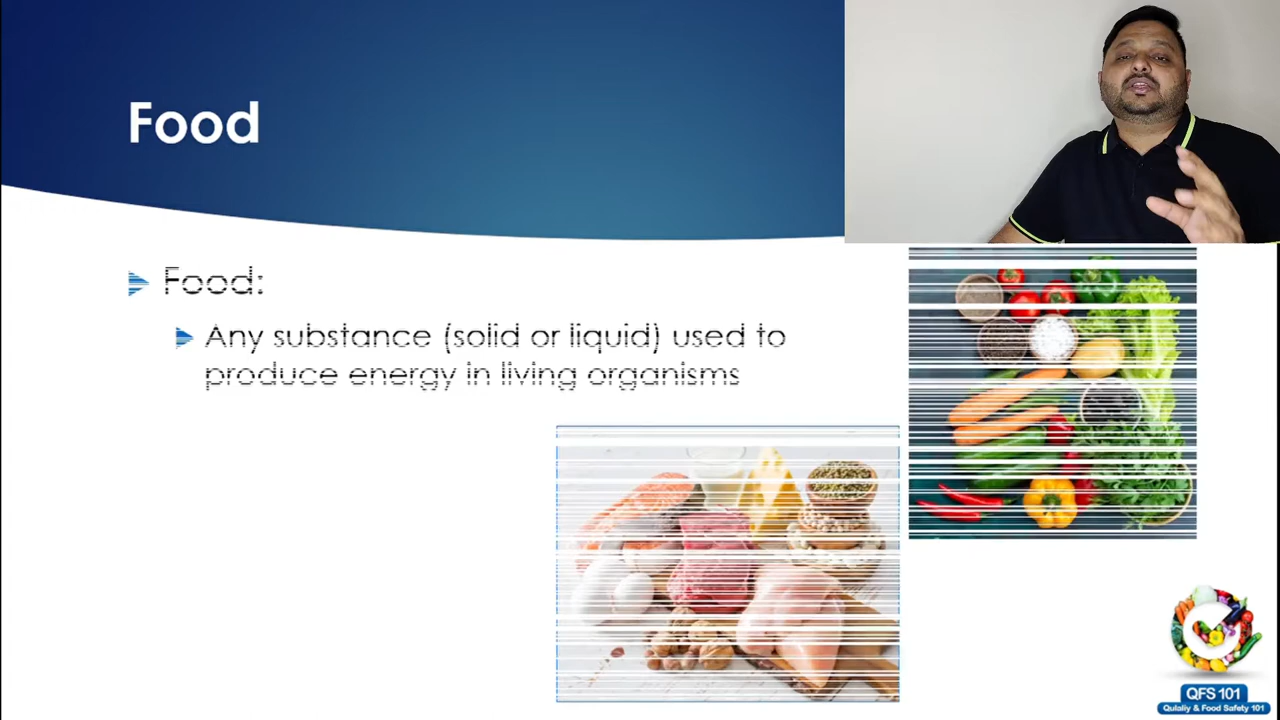 Food
Food:
Any substance (solid or liquid) used to
produce energy in living organisms
QFS 101
Qulaliy & Food Safety 101